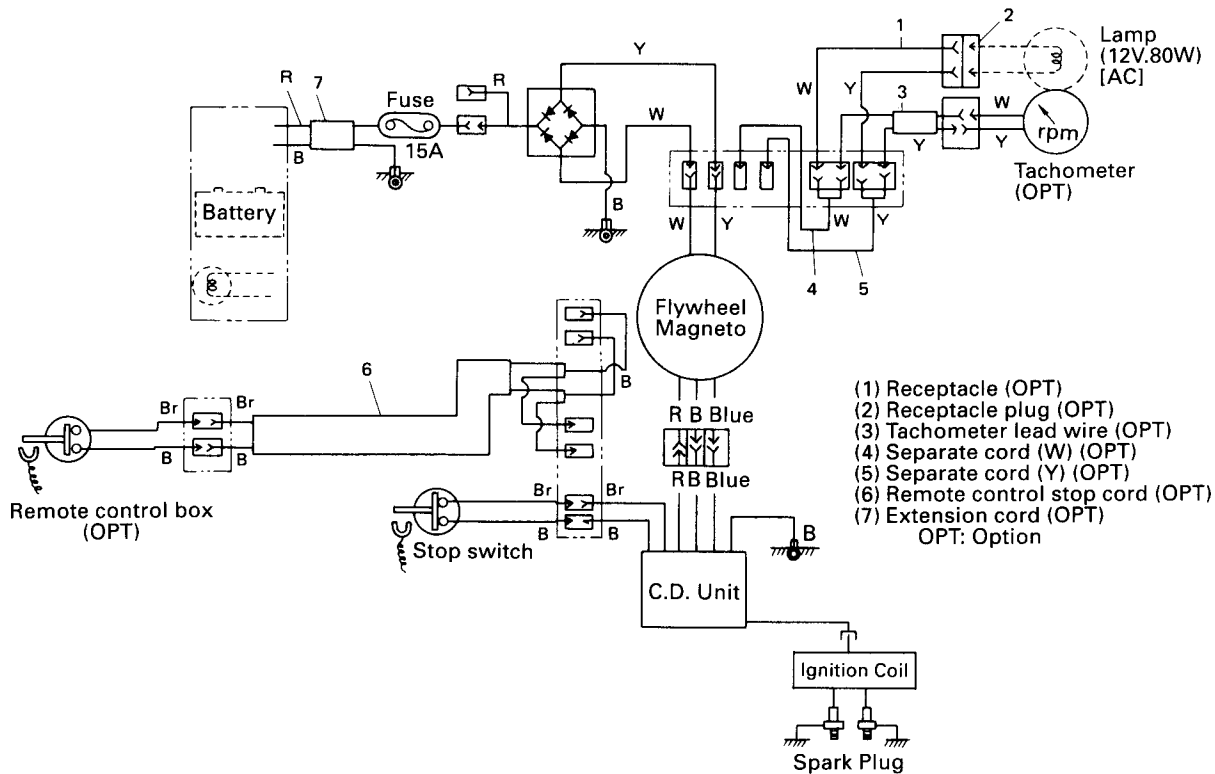 1
2
Lamp
(12V.80W)
[AC]
Y
R
R
7
Fuse
W
Y
3
W
W
15A
B
Y
rpm
Y
Tachometer
(OPT)
Battery
B
W
Y
W
Y
4
5
Flywheel
Magneto
6
B
R B Blue
R B Blue
(1) Receptacle (OPT)
(2) Receptacle plug (OPT)
(3) Tachometer lead wire (OPT)
(4) Separate cord (W) (OPT)
(5) Separate cord (Y) (OPT)
(6) Remote control stop cord (OPT)
(7) Extension cord (OPT)
OPT: Option
Br
Br
B
B
Remote control box
(OPT)
Br
Br
B
B
Stop switch
B
C.D. Unit
Ignition Coil
Spark Plug